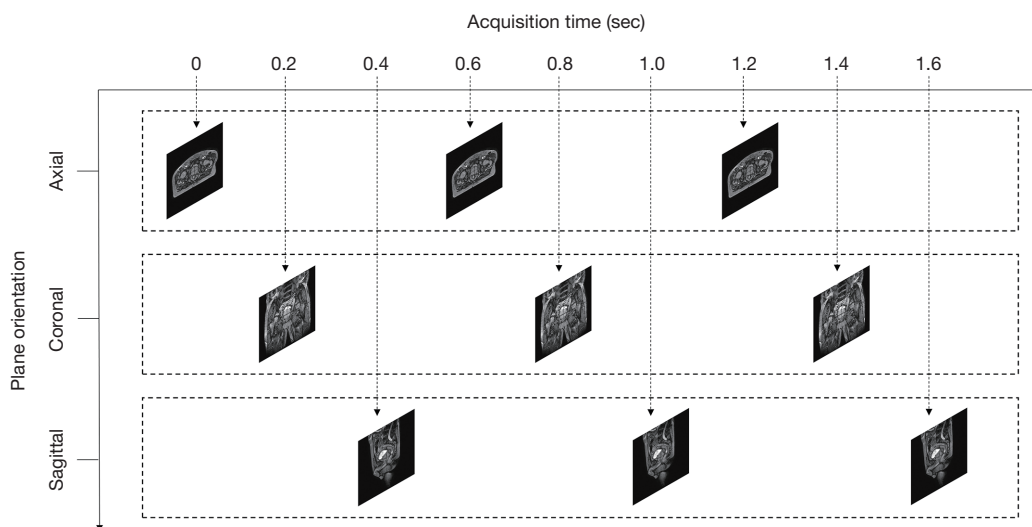 Acquisition time (sec)
0 0.2 0.4 0.6 0.8 1.0 1.2 1.4 1.6
Axial
Coronal
Sagittal
Plane orientation